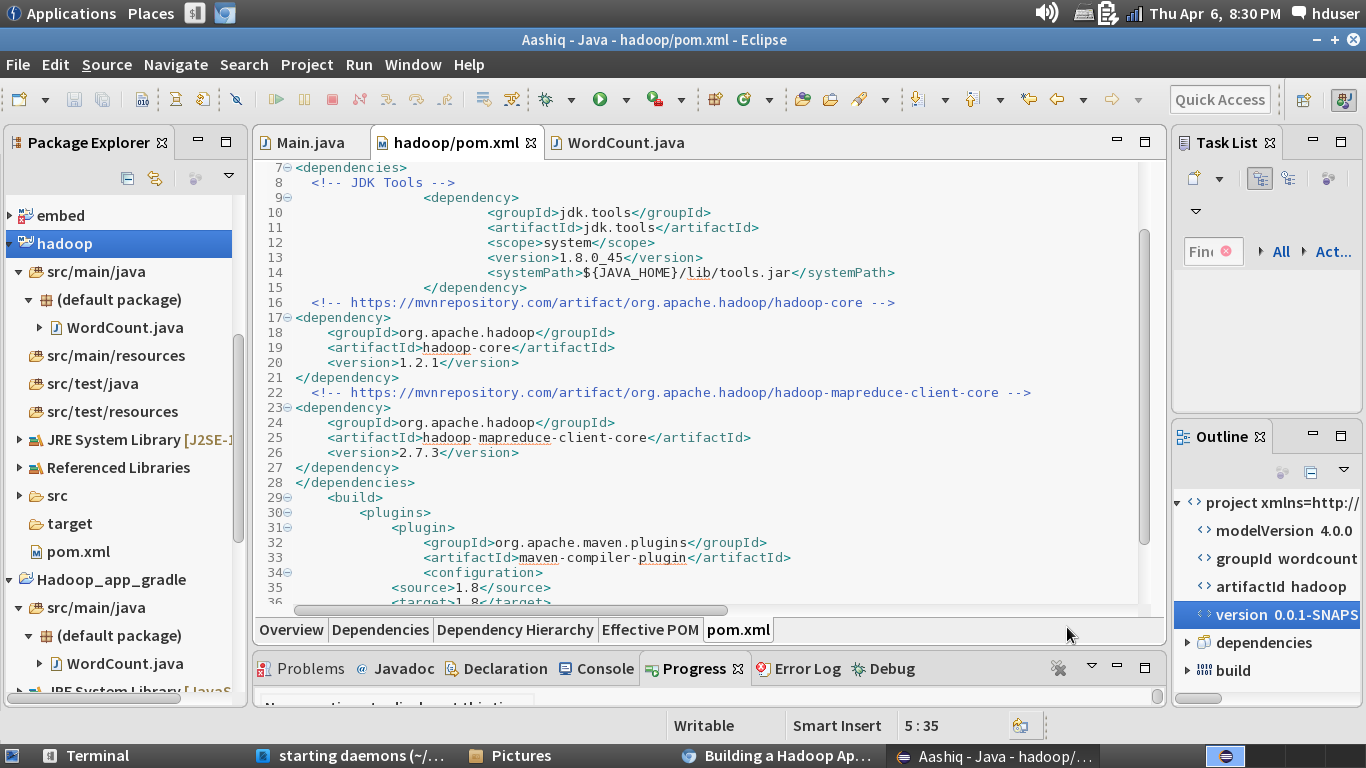 Applications Places Thu Apr 6, 8:30 PM hduser
Aashiq - Java - hadoop/pom.xml - Eclipse
File Edit Source Navigate Search Project Run Window Help
Quick Access
Package Explorer
embed
hadoop
src/main/java
(default package)
WordCount.java
src/main/resources
src/test/java
src/test/resources
JRE System Library [J2SE-1
Referenced Libraries
src
target
pom.xml
Hadoop_app_gradle
src/main/java
(default package)
WordCount.java
JRE System Library [JavaS
Main.java hadoop/pom.xml WordCount.java
7 <dependencies>
8 <!-- JDK Tools -->
9 <dependency>
10 <groupId>jdk.tools</groupId>
11 <artifactId>jdk.tools</artifactId>
12 <scope>system</scope>
13 <version>1.8.0_45</version>
14 <systemPath>${JAVA_HOME}/lib/tools.jar</systemPath>
15 </dependency>
16 <!-- https://mvnrepository.com/artifact/org.apache.hadoop/hadoop-core -->
17 <dependency>
18 <groupId>org.apache.hadoop</groupId>
19 <artifactId>hadoop-core</artifactId>
20 <version>1.2.1</version>
21 </dependency>
22 <!-- https://mvnrepository.com/artifact/org.apache.hadoop/hadoop-mapreduce-client-core -->
23 <dependency>
24 <groupId>org.apache.hadoop</groupId>
25 <artifactId>hadoop-mapreduce-client-core</artifactId>
26 <version>2.7.3</version>
27 </dependency>
28 </dependencies>
29 <build>
30 <plugins>
31 <plugin>
32 <groupId>org.apache.maven.plugins</groupId>
33 <artifactId>maven-compiler-plugin</artifactId>
34 <configuration>
35 <source>1.8</source>
36 <target>1.8</target>
Overview Dependencies Dependency Hierarchy Effective POM pom.xml
Problems @ Javadoc Declaration Console Progress Error Log Debug
Task List
Find All Act...
Outline
project xmlns=http://
modelVersion 4.0.0
groupId wordcount
artifactId hadoop
version 0.0.1-SNAPS
dependencies
build
Writable Smart Insert 5 : 35
Terminal starting daemons (~/... Pictures Building a Hadoop Ap... Aashiq - Java - hadoop/...